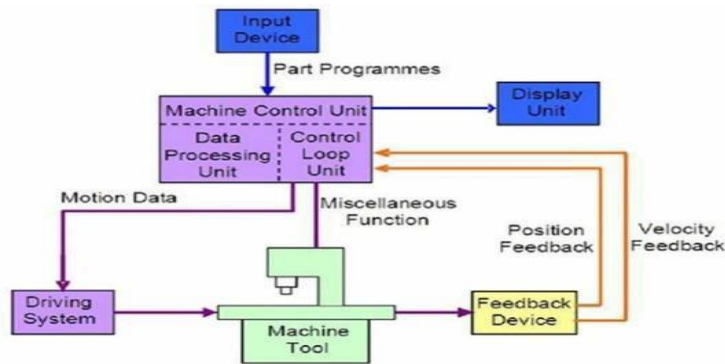 Input
Device
Part Programmes
Machine Control Unit
Data
Processing
Unit
Control
Loop
Unit
Display
Unit
Motion Data
Miscellaneous
Function
Position
Feedback
Velocity
Feedback
Driving
System
Machine
Tool
Feedback
Device